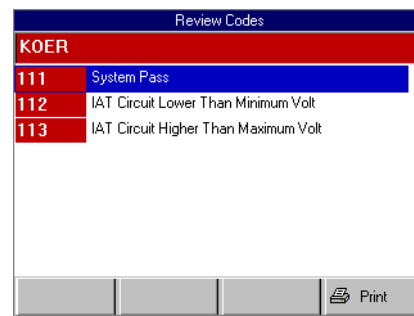 Review Codes
KOER
111 System Pass
112 IAT Circuit Lower Than Minimum Volt
113 IAT Circuit Higher Than Maximum Volt
Print